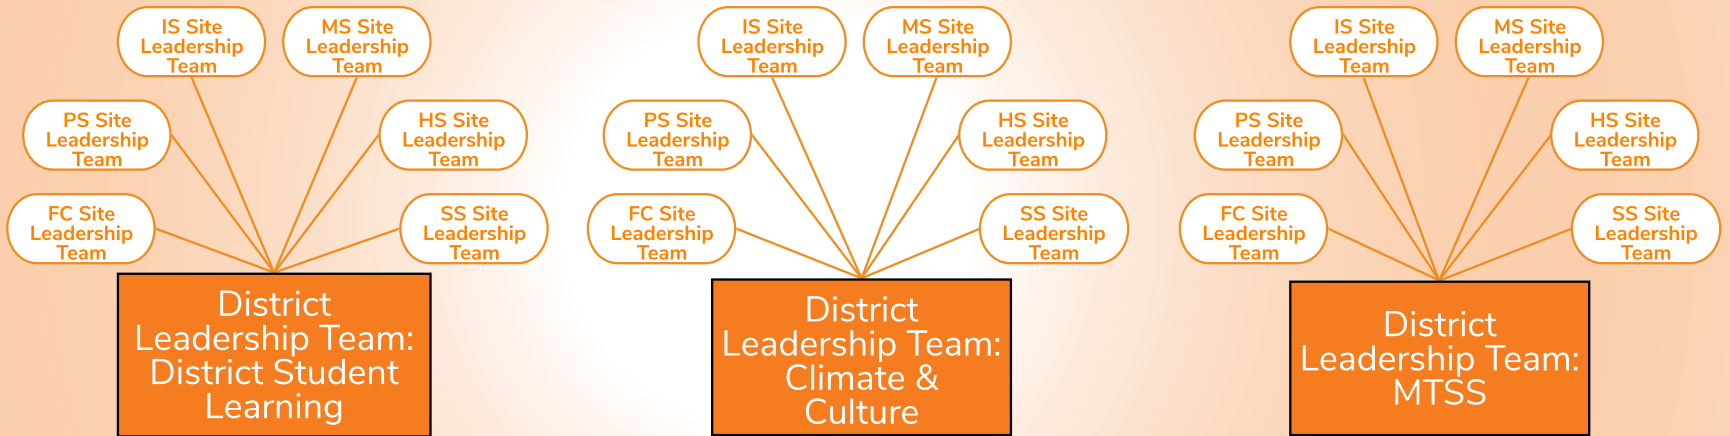 IS Site
Leadership
Team
MS Site
Leadership
Team
PS Site
Leadership
Team
HS Site
Leadership
Team
FC Site
Leadership
Team
SS Site
Leadership
Team
District
Leadership Team:
District Student
Learning
IS Site
Leadership
Team
MS Site
Leadership
Team
PS Site
Leadership
Team
HS Site
Leadership
Team
FC Site
Leadership
Team
SS Site
Leadership
Team
District
Leadership Team:
Climate &
Culture
IS Site
Leadership
Team
MS Site
Leadership
Team
PS Site
Leadership
Team
HS Site
Leadership
Team
FC Site
Leadership
Team
SS Site
Leadership
Team
District
Leadership Team:
MTSS